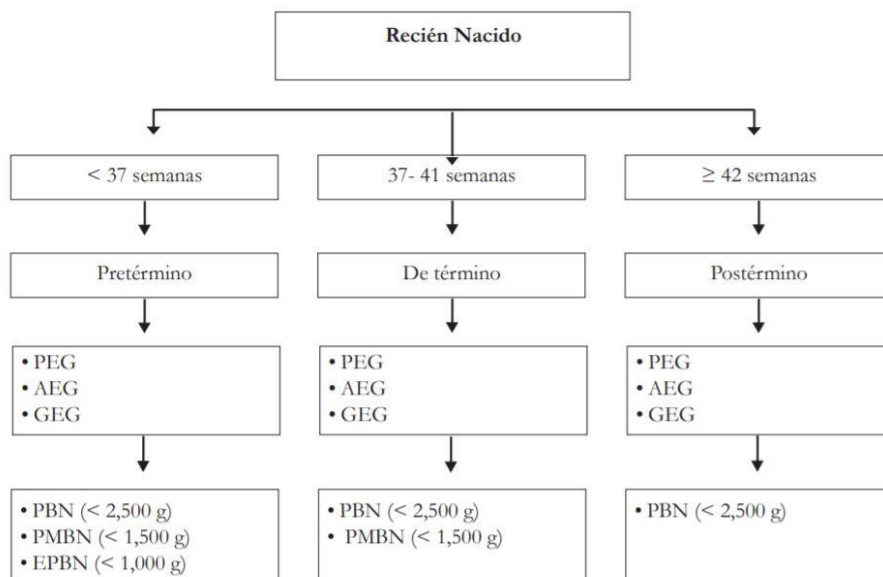 Recién Nacido
< 37 semanas
37- 41 semanas
≥ 42 semanas
Pretérmino
De término
Postérmino
• PEG
• AEG
• GEG
• PEG
• AEG
• GEG
• PEG
• AEG
• GEG
• PBN (< 2,500 g)
• PMBN (< 1,500 g)
• EPBN (< 1,000 g)
• PBN (< 2,500 g)
• PMBN (< 1,500 g)
• PBN (< 2,500 g)